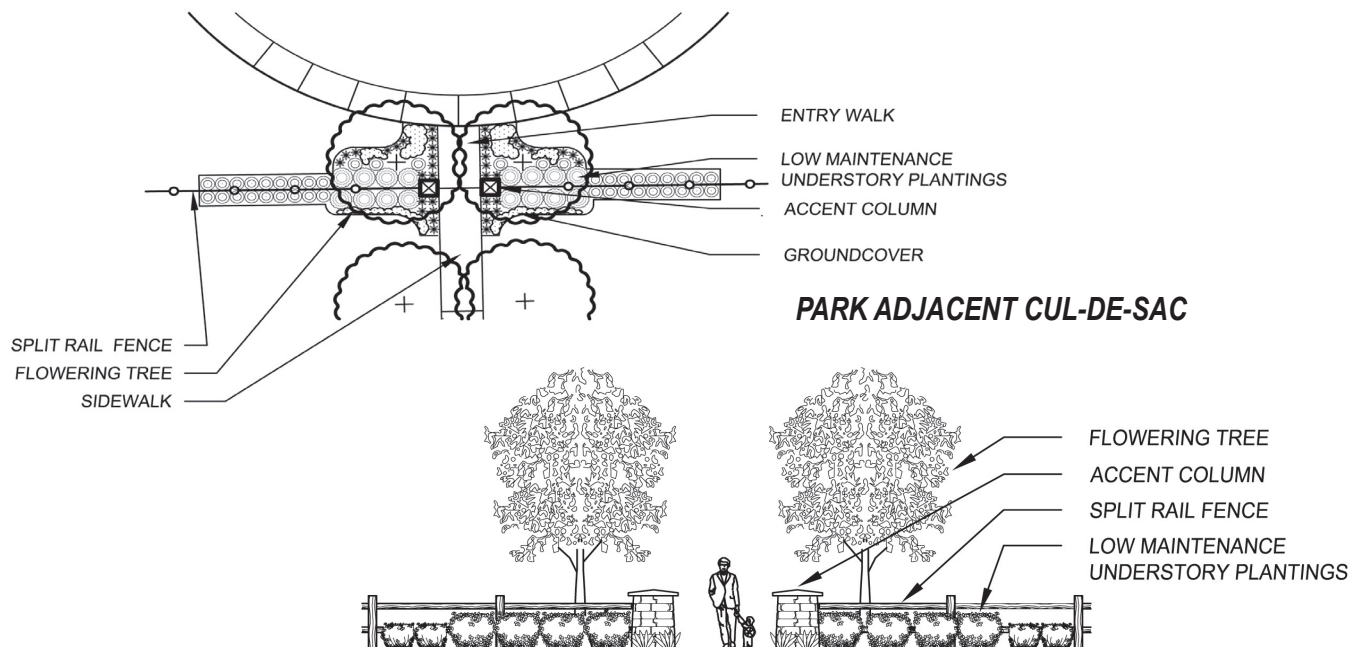 ENTRY WALK
LOW MAINTENANCE
UNDERSTORY PLANTINGS
ACCENT COLUMN
GROUNDCOVER
PARK ADJACENT CUL-DE-SAC
SPLIT RAIL FENCE
FLOWERING TREE
SIDEWALK
FLOWERING TREE
ACCENT COLUMN
SPLIT RAIL FENCE
LOW MAINTENANCE
UNDERSTORY PLANTINGS